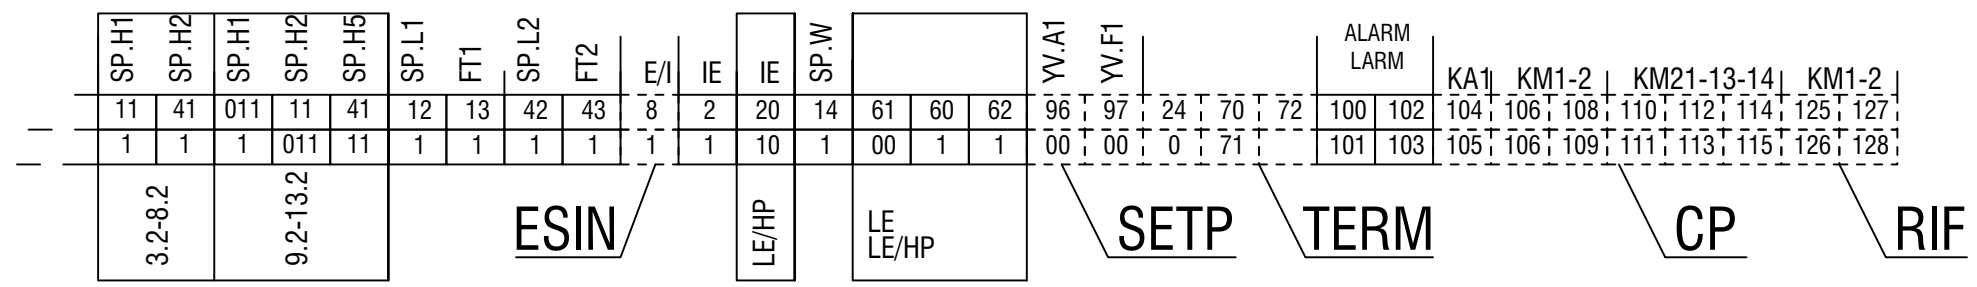 SP.H1 SP.H2 SP.H1 SP.H2 SP.H5 SP.L1 FT1 SP.L2 FT2 E/I IE IE SP.W YV.A1 YV.F1 ALARM
LARM
KA1 KM1-2 KM21-13-14 KM1-2
11 41 011 11 41 12 13 42 43 8 2 20 14 61 60 62 96 97 24 70 72 100 102 104 106 108 110 112 114 125 127
1 1 1 011 11 1 1 1 1 1 1 10 1 00 1 1 00 00 0 71 101 103 105 106 109 111 113 115 126 128
3.2-8.2 9.2-13.2 ESIN LE/HP LE
LE/HP
SETP TERM CP RIF